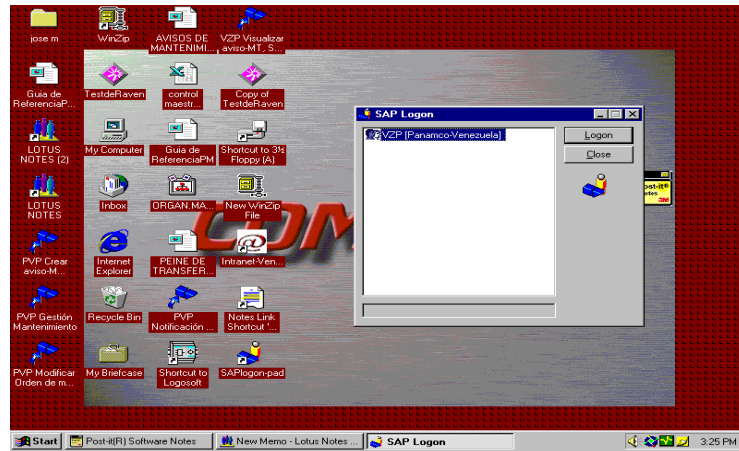 jose m
WinZip
AVISOS DE
MANTENIMI...
VZP Visualizar
aviso-MT, S...
Guia de
ReferenciaP...
TestdeRaven
control
maestr...
Copy of
TestdeRaven
LOTUS
NOTES (2)
My Computer
Guia de
ReferenciaPM
Shortcut to 3½
Floppy (A)
LOTUS
NOTES
Inbox
ORGAN.MA...
New WinZip
File
PVP Crear
aviso-M...
Internet
Explorer
PEINE DE
TRANSFER...
Intranet-Ven...
PVP Gestión
Mantenimiento
Recycle Bin
PVP
Notificación ...
Notes Link
Shortcut '...
PVP Modificar
Orden de m...
My Briefcase
Shortcut to
Logosoft
SAPlogon-pad
COM
SAP Logon
VZP [Panamco-Venezuela]
Logon
Close
Post-it®
3M
Start
Post-it(R) Software Notes
New Memo - Lotus Notes ...
SAP Logon
3:25 PM